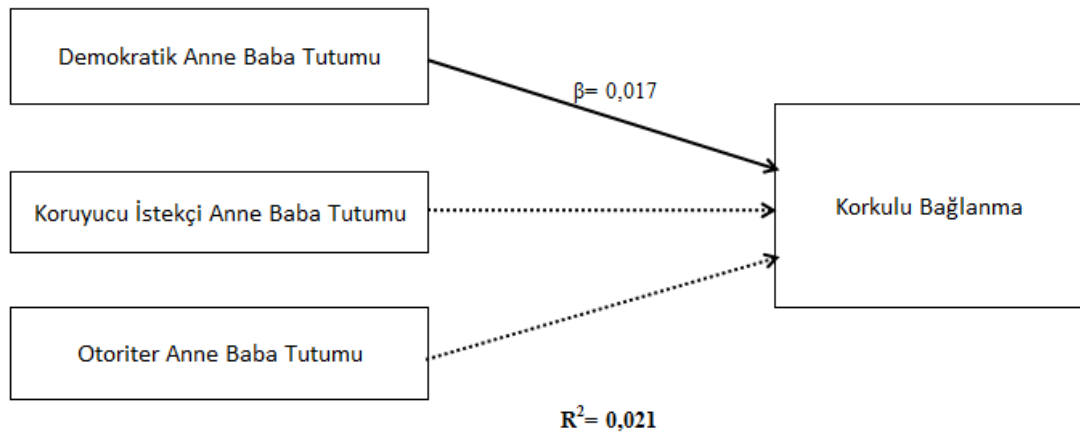 Demokratik Anne Baba Tutumu
β= 0,017
Koruyucu İstekçi Anne Baba Tutumu
Korkulu Bağlanma
Otoriter Anne Baba Tutumu
R²= 0,021